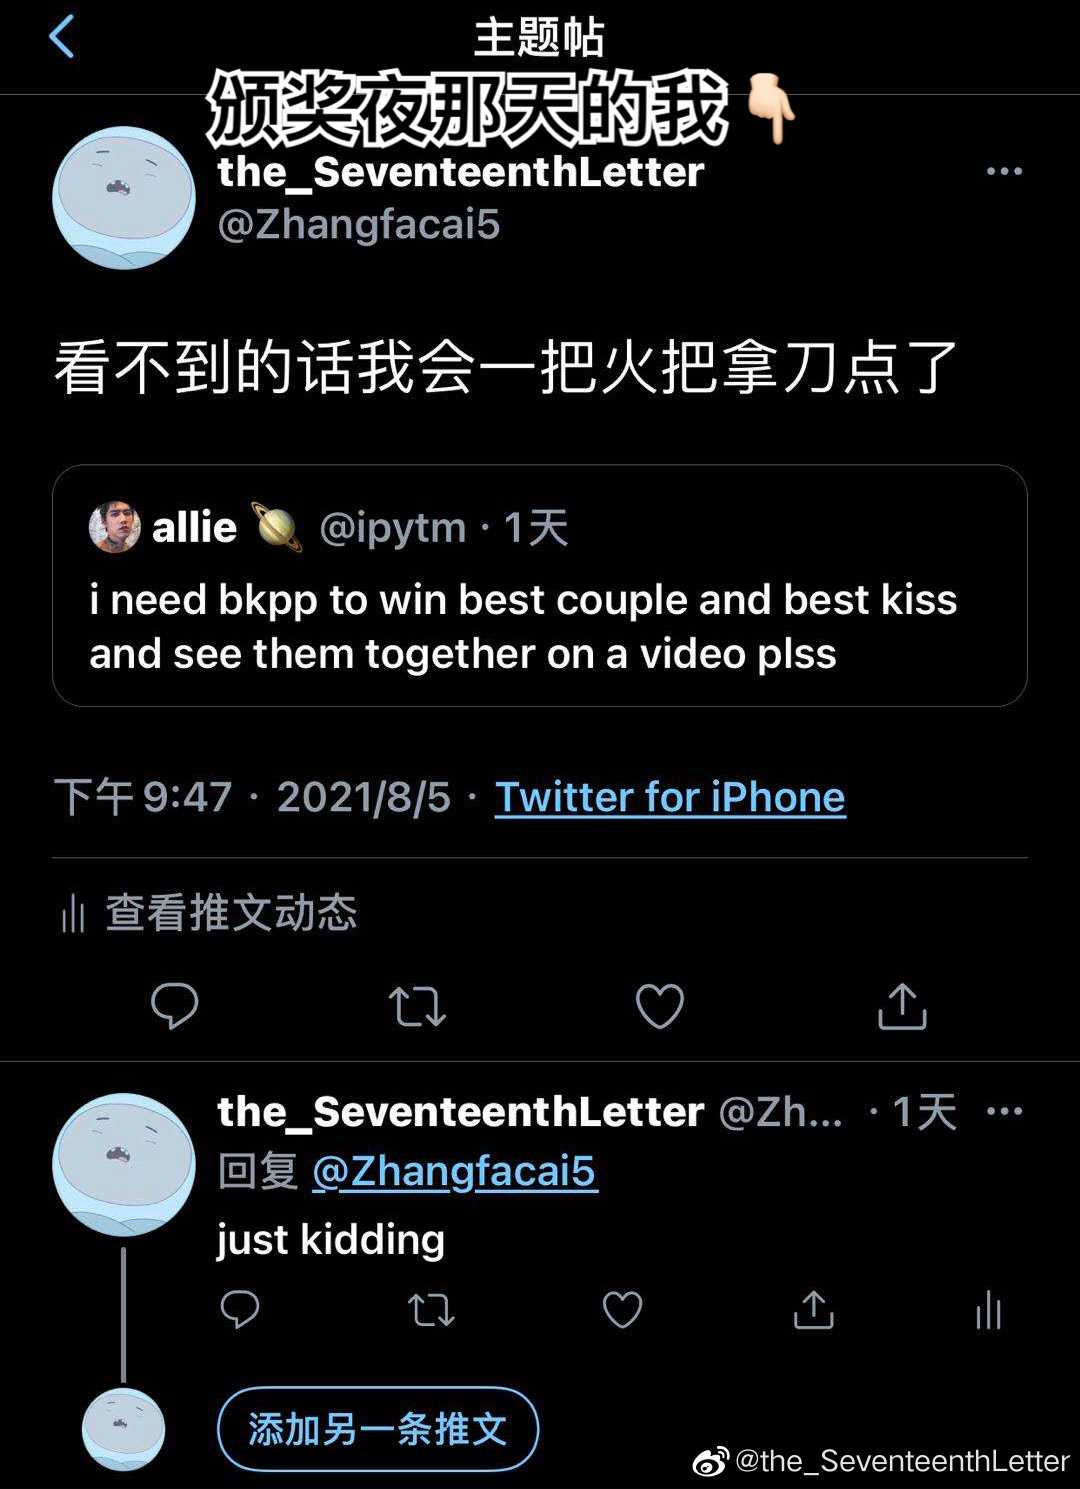 主题帖
颁奖夜那天的我👇🏻
the_SeventeenthLetter
@Zhangfacai5
看不到的话我会一把火把拿刀点了
allie 🪐 @ipytm · 1天
i need bkpp to win best couple and best kiss
and see them together on a video plss
下午9:47 · 2021/8/5 · Twitter for iPhone
查看推文动态
the_SeventeenthLetter @Zh... · 1天
回复 @Zhangfacai5
just kidding
添加另一条推文
@the_SeventeenthLetter